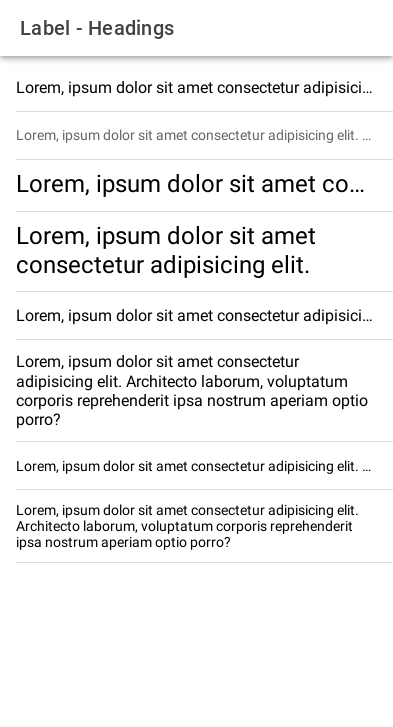 Label - Headings
Lorem, ipsum dolor sit amet consectetur adipisici...
Lorem, ipsum dolor sit amet consectetur adipisicing elit. ...
Lorem, ipsum dolor sit amet co...
Lorem, ipsum dolor sit amet
consectetur adipisicing elit.
Lorem, ipsum dolor sit amet consectetur adipisici...
Lorem, ipsum dolor sit amet consectetur
adipisicing elit. Architecto laborum, voluptatum
corporis reprehenderit ipsa nostrum aperiam optio
porro?
Lorem, ipsum dolor sit amet consectetur adipisicing elit. ...
Lorem, ipsum dolor sit amet consectetur adipisicing elit.
Architecto laborum, voluptatum corporis reprehenderit
ipsa nostrum aperiam optio porro?